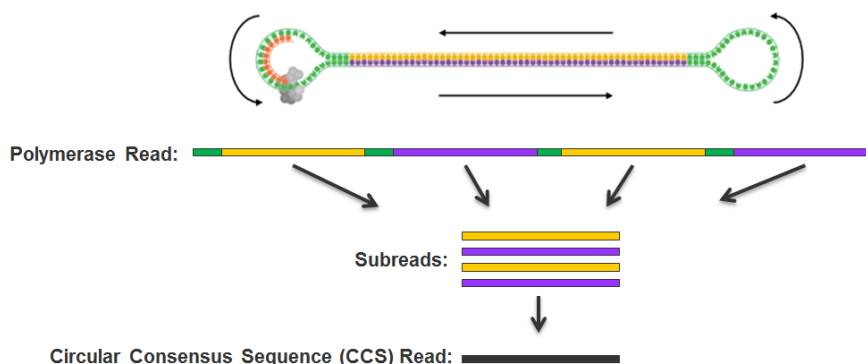 Polymerase Read:
Subreads:
Circular Consensus Sequence (CCS) Read: